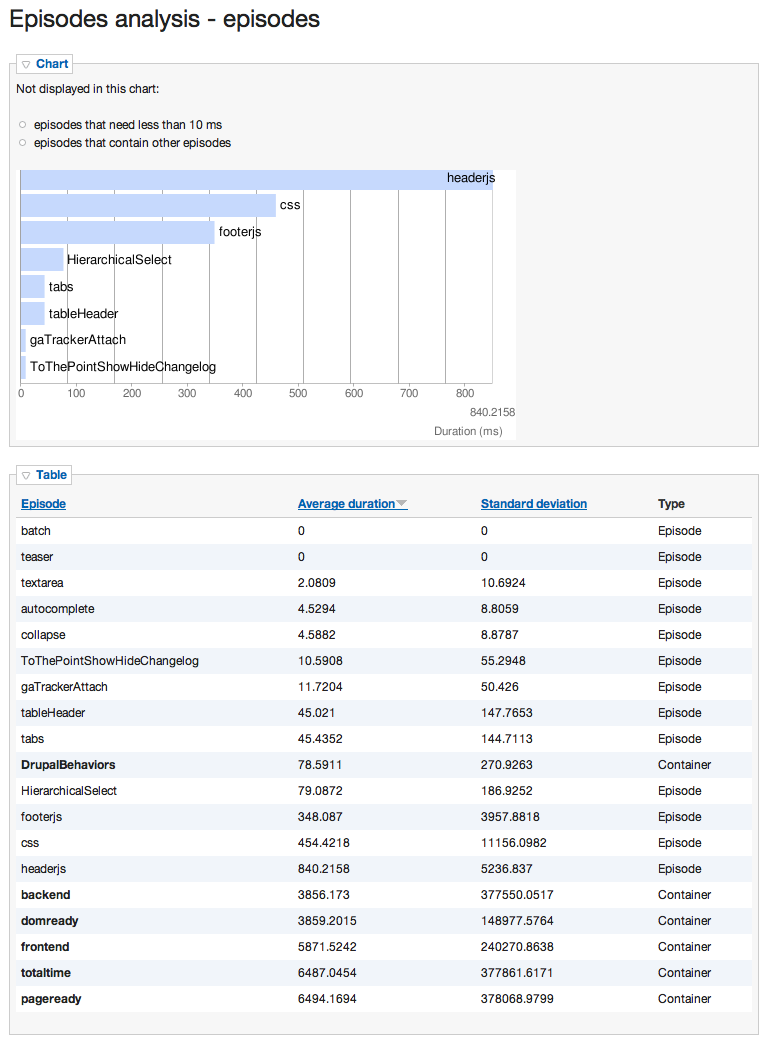 Episodes analysis - episodes
Chart
Not displayed in this chart:
episodes that need less than 10 ms
episodes that contain other episodes
headerjs
css
footerjs
HierarchicalSelect
tabs
tableHeader
gaTrackerAttach
ToThePointShowHideChangelog
0 100 200 300 400 500 600 700 800
840.2158
Duration (ms)
Table
Episode Average duration Standard deviation Type
batch 0 0 Episode
teaser 0 0 Episode
textarea 2.0809 10.6924 Episode
autocomplete 4.5294 8.8059 Episode
collapse 4.5882 8.8787 Episode
ToThePointShowHideChangelog 10.5908 55.2948 Episode
gaTrackerAttach 11.7204 50.426 Episode
tableHeader 45.021 147.7653 Episode
tabs 45.4352 144.7113 Episode
DrupalBehaviors 78.5911 270.9263 Container
HierarchicalSelect 79.0872 186.9252 Episode
footerjs 348.087 3957.8818 Episode
css 454.4218 11156.0982 Episode
headerjs 840.2158 5236.837 Episode
backend 3856.173 377550.0517 Container
domready 3859.2015 148977.5764 Container
frontend 5871.5242 240270.8638 Container
totaltime 6487.0454 377861.6171 Container
pageready 6494.1694 378068.9799 Container